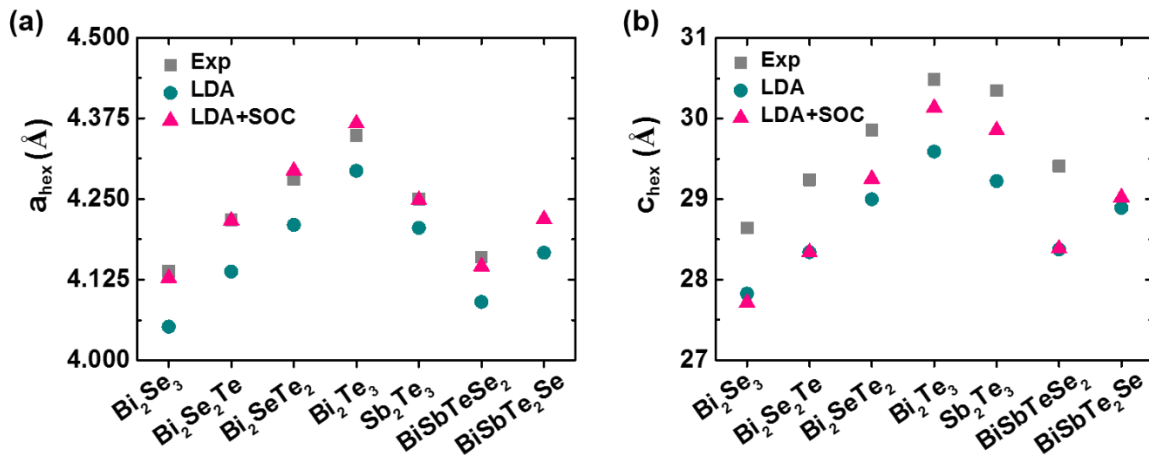 (a)
4.500
4.375
4.250
4.125
4.000
a_hex (Å)
Exp
LDA
LDA+SOC
Bi₂Se₃
Bi₂Se₂Te
Bi₂SeTe₂
Bi₂Te₃
Sb₂Te₃
BiSbTeSe₂
BiSbTe₂Se
(b)
31
30
29
28
27
c_hex (Å)
Exp
LDA
LDA+SOC
Bi₂Se₃
Bi₂Se₂Te
Bi₂SeTe₂
Bi₂Te₃
Sb₂Te₃
BiSbTeSe₂
BiSbTe₂Se